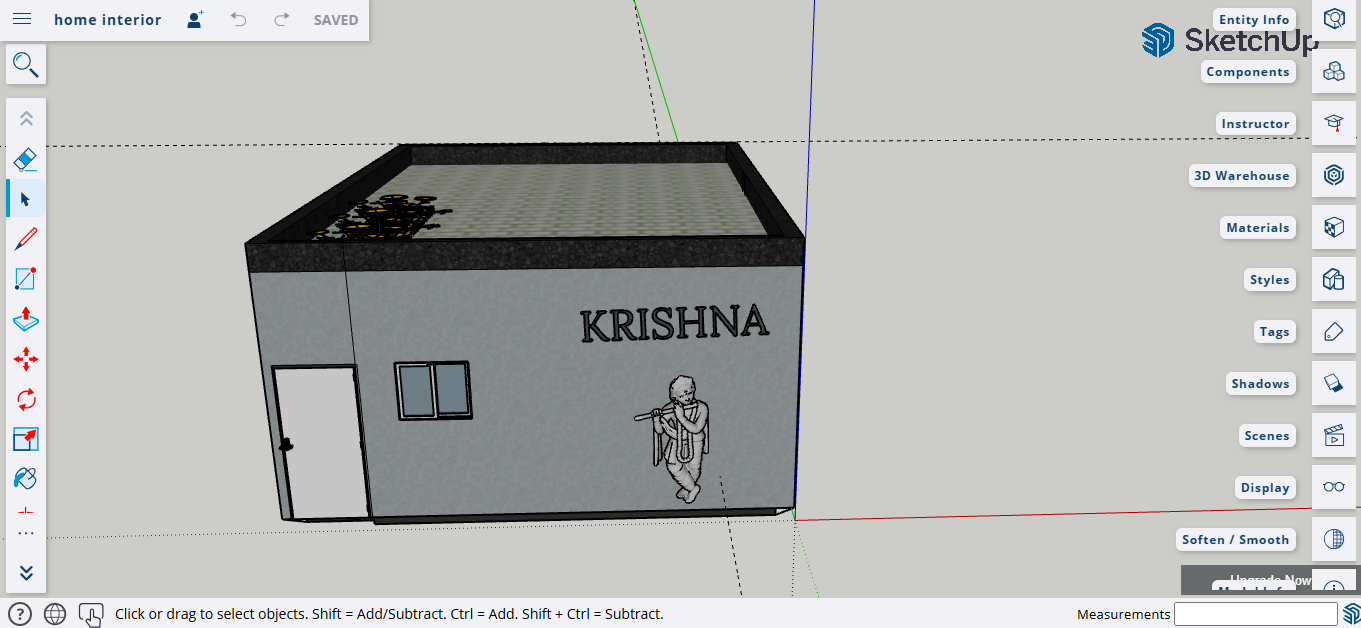 home interior
SAVED
Entity Info
SketchUp
Components
Instructor
3D Warehouse
Materials
Styles
Tags
Shadows
Scenes
Display
Soften / Smooth
Upgrade Now
KRISHNA
Click or drag to select objects. Shift = Add/Subtract. Ctrl = Add. Shift + Ctrl = Subtract.
Measurements